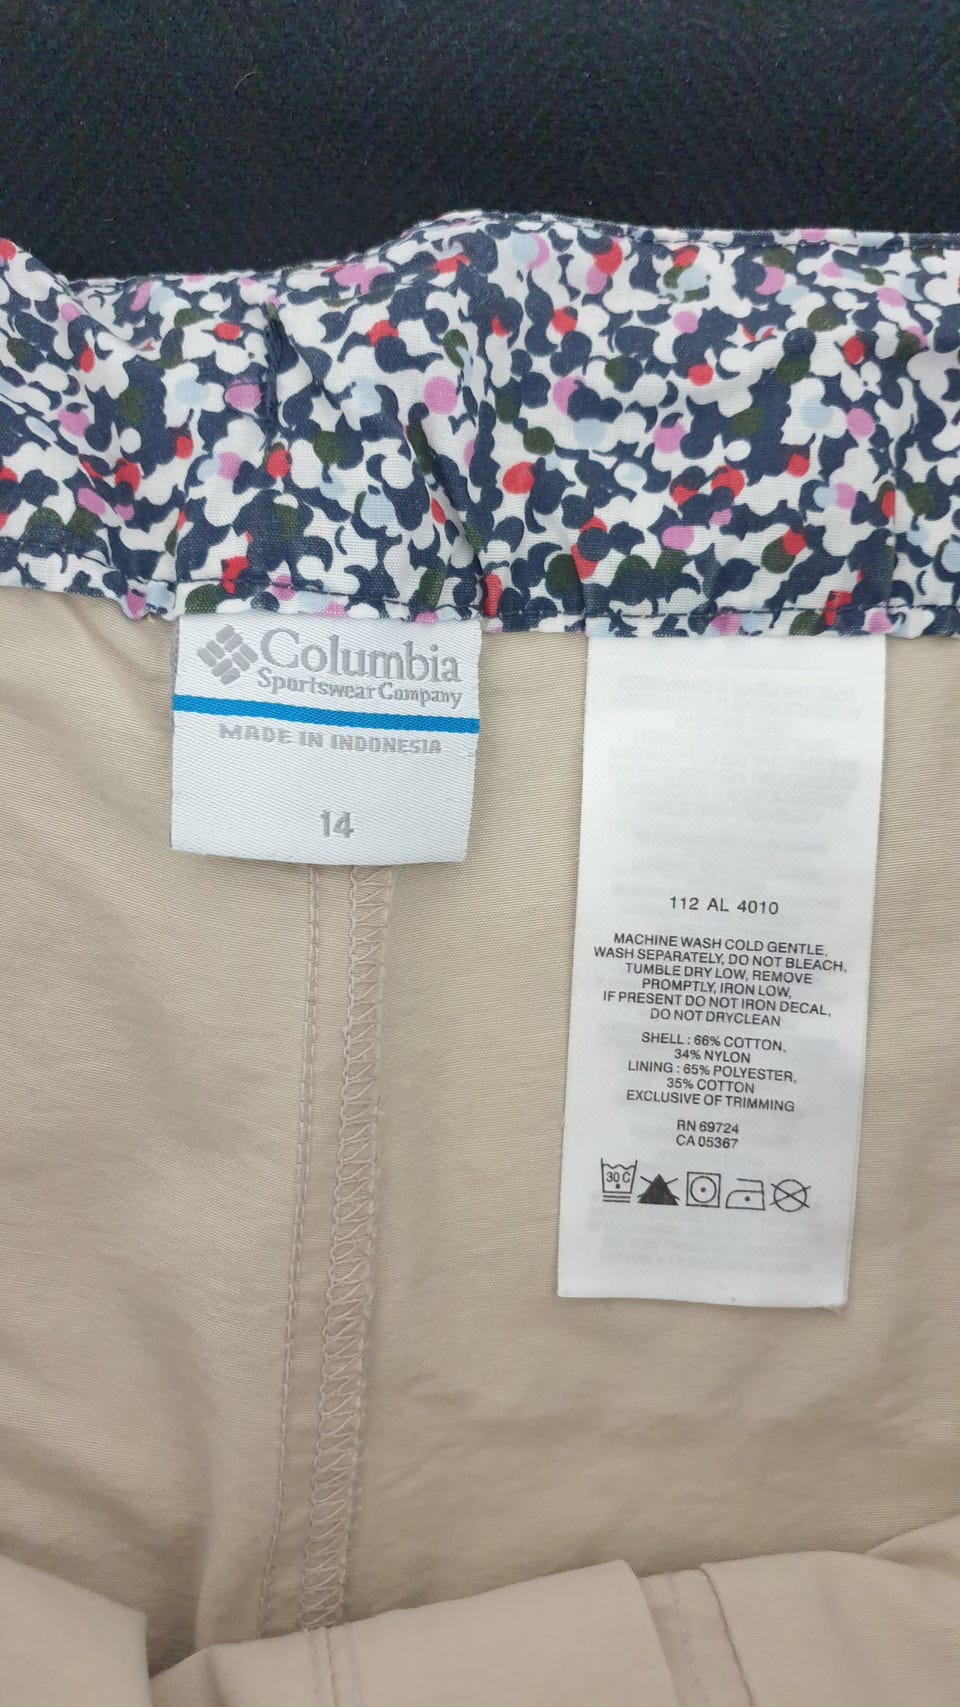 Columbia
Sportswear Company
MADE IN INDONESIA
14
112 AL 4010
MACHINE WASH COLD GENTLE,
WASH SEPARATELY, DO NOT BLEACH,
TUMBLE DRY LOW, REMOVE
PROMPTLY, IRON LOW,
IF PRESENT DO NOT IRON DECAL,
DO NOT DRYCLEAN
SHELL : 66% COTTON,
34% NYLON
LINING : 65% POLYESTER,
35% COTTON
EXCLUSIVE OF TRIMMING
RN 69724
CA 05367
30 C